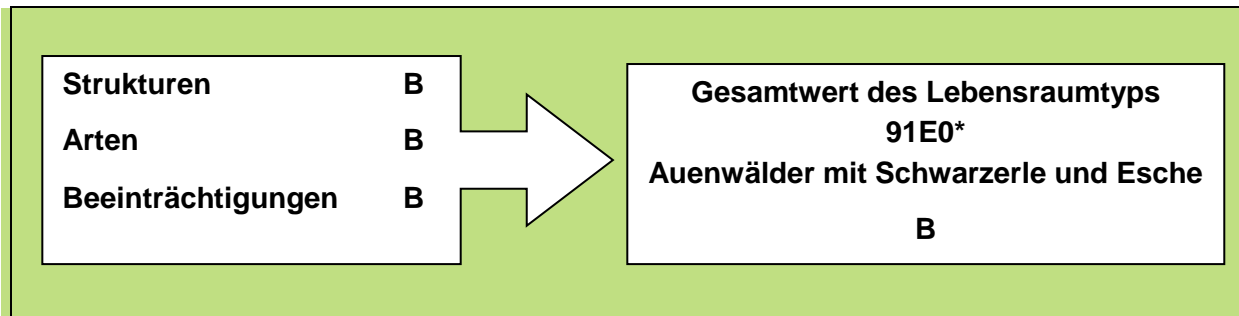 Strukturen B
Arten B
Beeinträchtigungen B
Gesamtwert des Lebensraumtyps
91E0*
Auenwälder mit Schwarzerle und Esche
B